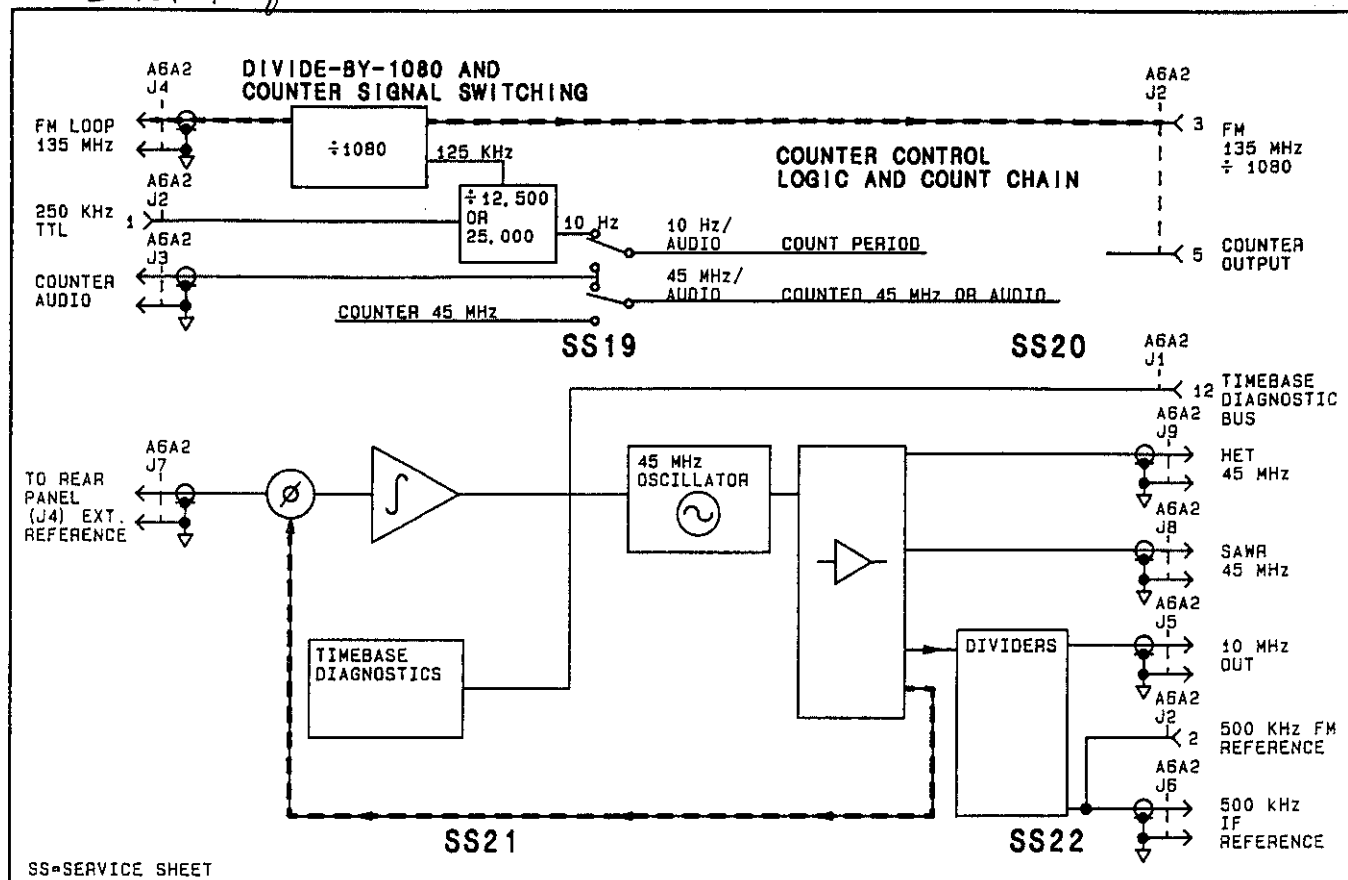 A6A2
J4
DIVIDE-BY-1080 AND
COUNTER SIGNAL SWITCHING
A6A2
J2
FM LOOP
135 MHz
÷1080
125 KHz
3
FM
135 MHz
÷ 1080
COUNTER CONTROL
LOGIC AND COUNT CHAIN
A6A2
J2
250 KHz
TTL
1
÷12,500
OR
25,000
10 Hz
10 Hz/
AUDIO
COUNT PERIOD
5
COUNTER
OUTPUT
A6A2
J3
COUNTER
AUDIO
45 MHz/
AUDIO
COUNTED 45 MHz OR AUDIO
COUNTER 45 MHz
SS19
SS20
A6A2
J1
12
TIMEBASE
DIAGNOSTIC
BUS
A6A2
J9
HET
45 MHz
A6A2
J7
TO REAR
PANEL
(J4) EXT.
REFERENCE
∅
∫
45 MHz
OSCILLATOR
A6A2
J8
SAWR
45 MHz
A6A2
J5
TIMEBASE
DIAGNOSTICS
DIVIDERS
10 MHz
OUT
A6A2
J2
2
500 KHz FM
REFERENCE
A6A2
J6
500 kHz
IF
REFERENCE
SS21
SS22
SS=SERVICE SHEET